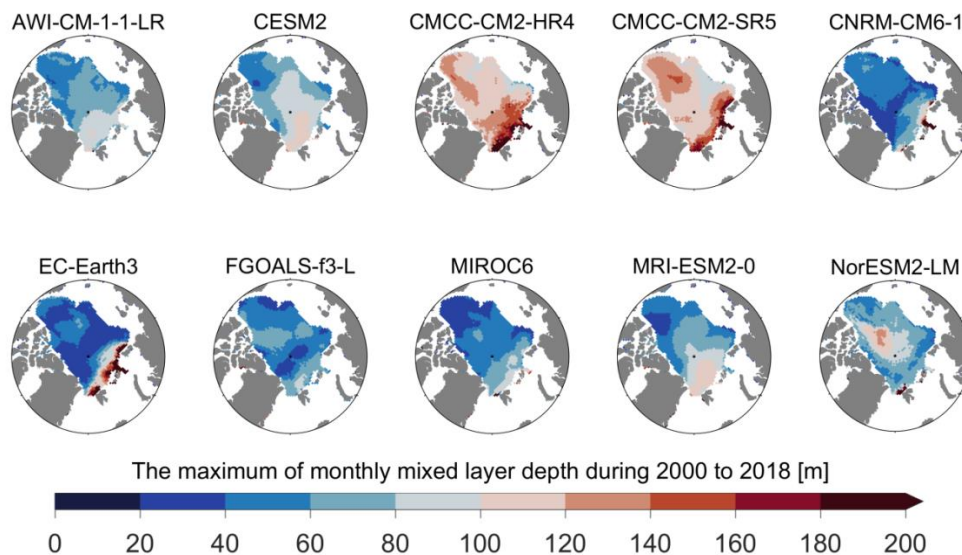 AWI-CM-1-1-LR CESM2 CMCC-CM2-HR4 CMCC-CM2-SR5 CNRM-CM6-1
EC-Earth3 FGOALS-f3-L MIROC6 MRI-ESM2-0 NorESM2-LM
The maximum of monthly mixed layer depth during 2000 to 2018 [m]
0 20 40 60 80 100 120 140 160 180 200